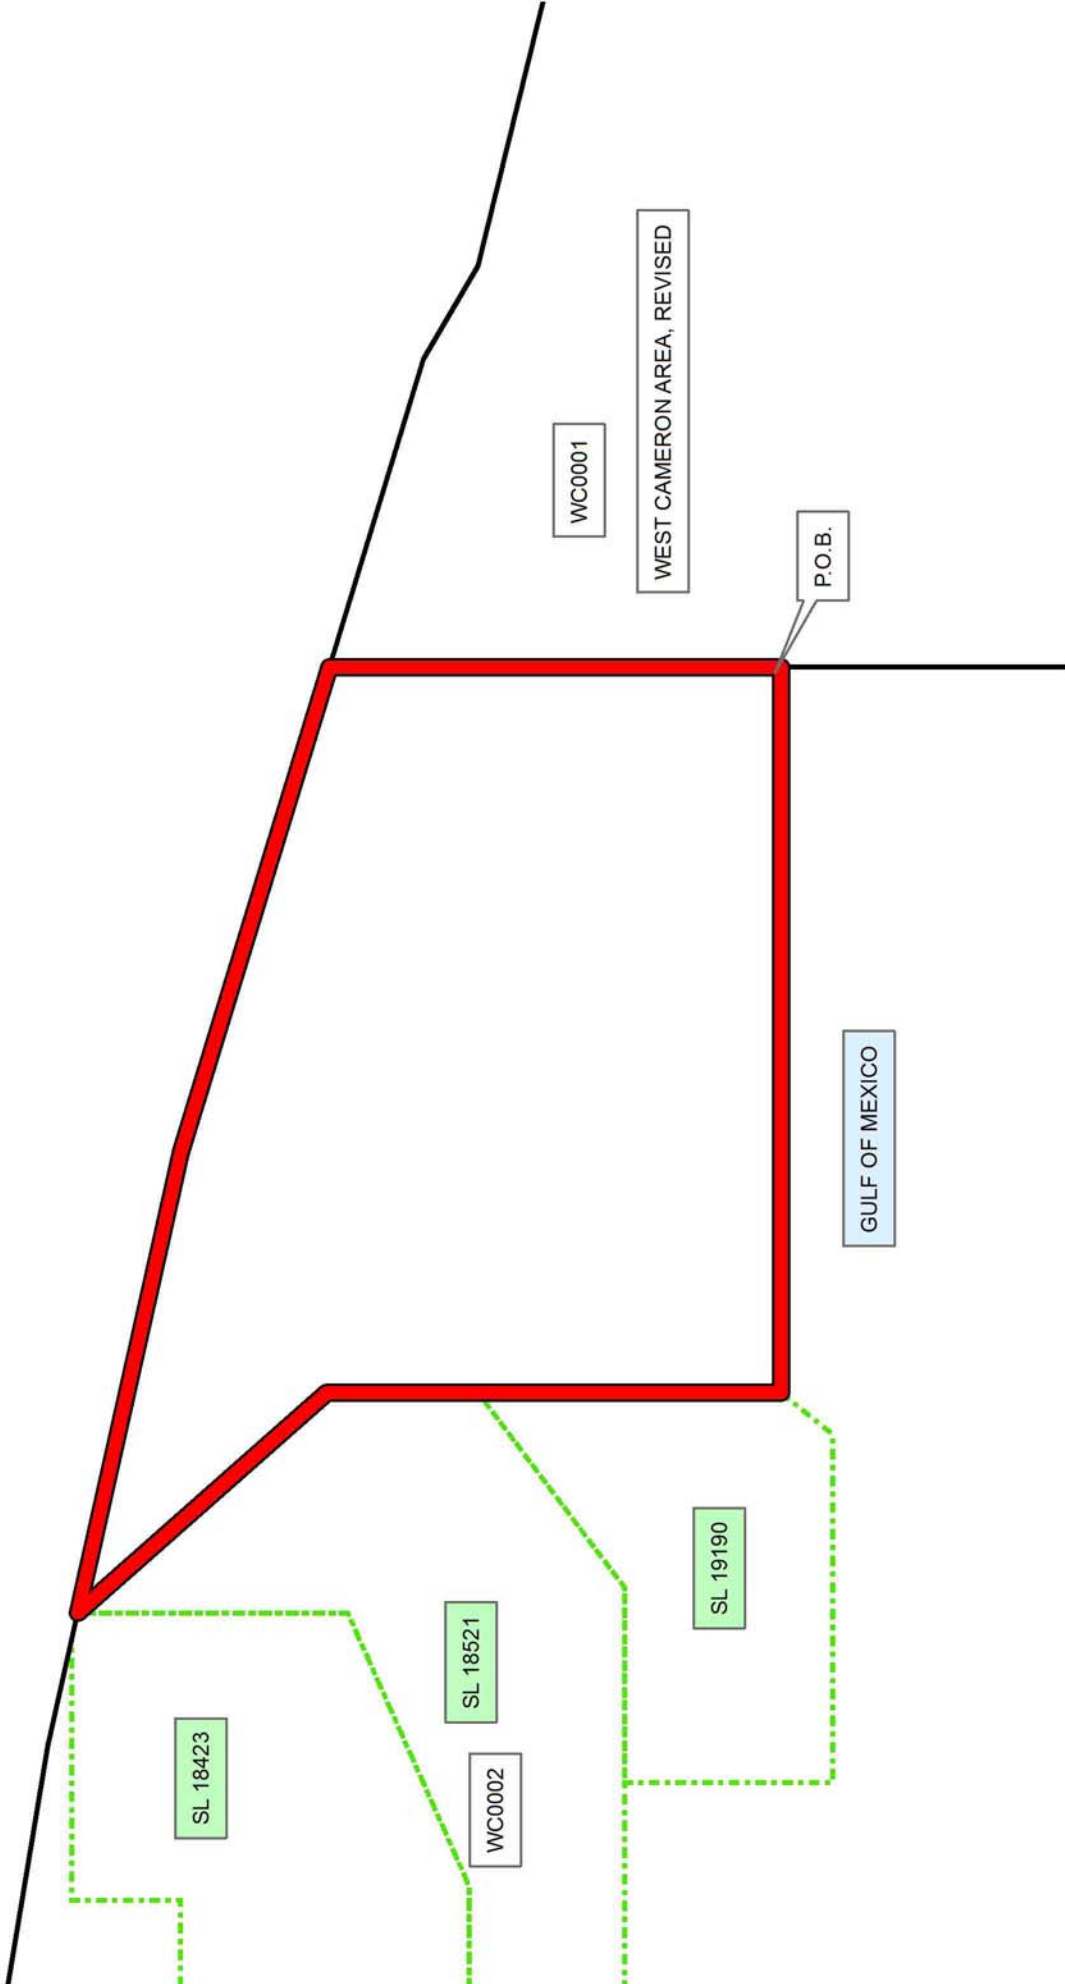 SL 18423
SL 18521
WC0002
SL 19190
GULF OF MEXICO
WC0001
WEST CAMERON AREA, REVISED
P.O.B.